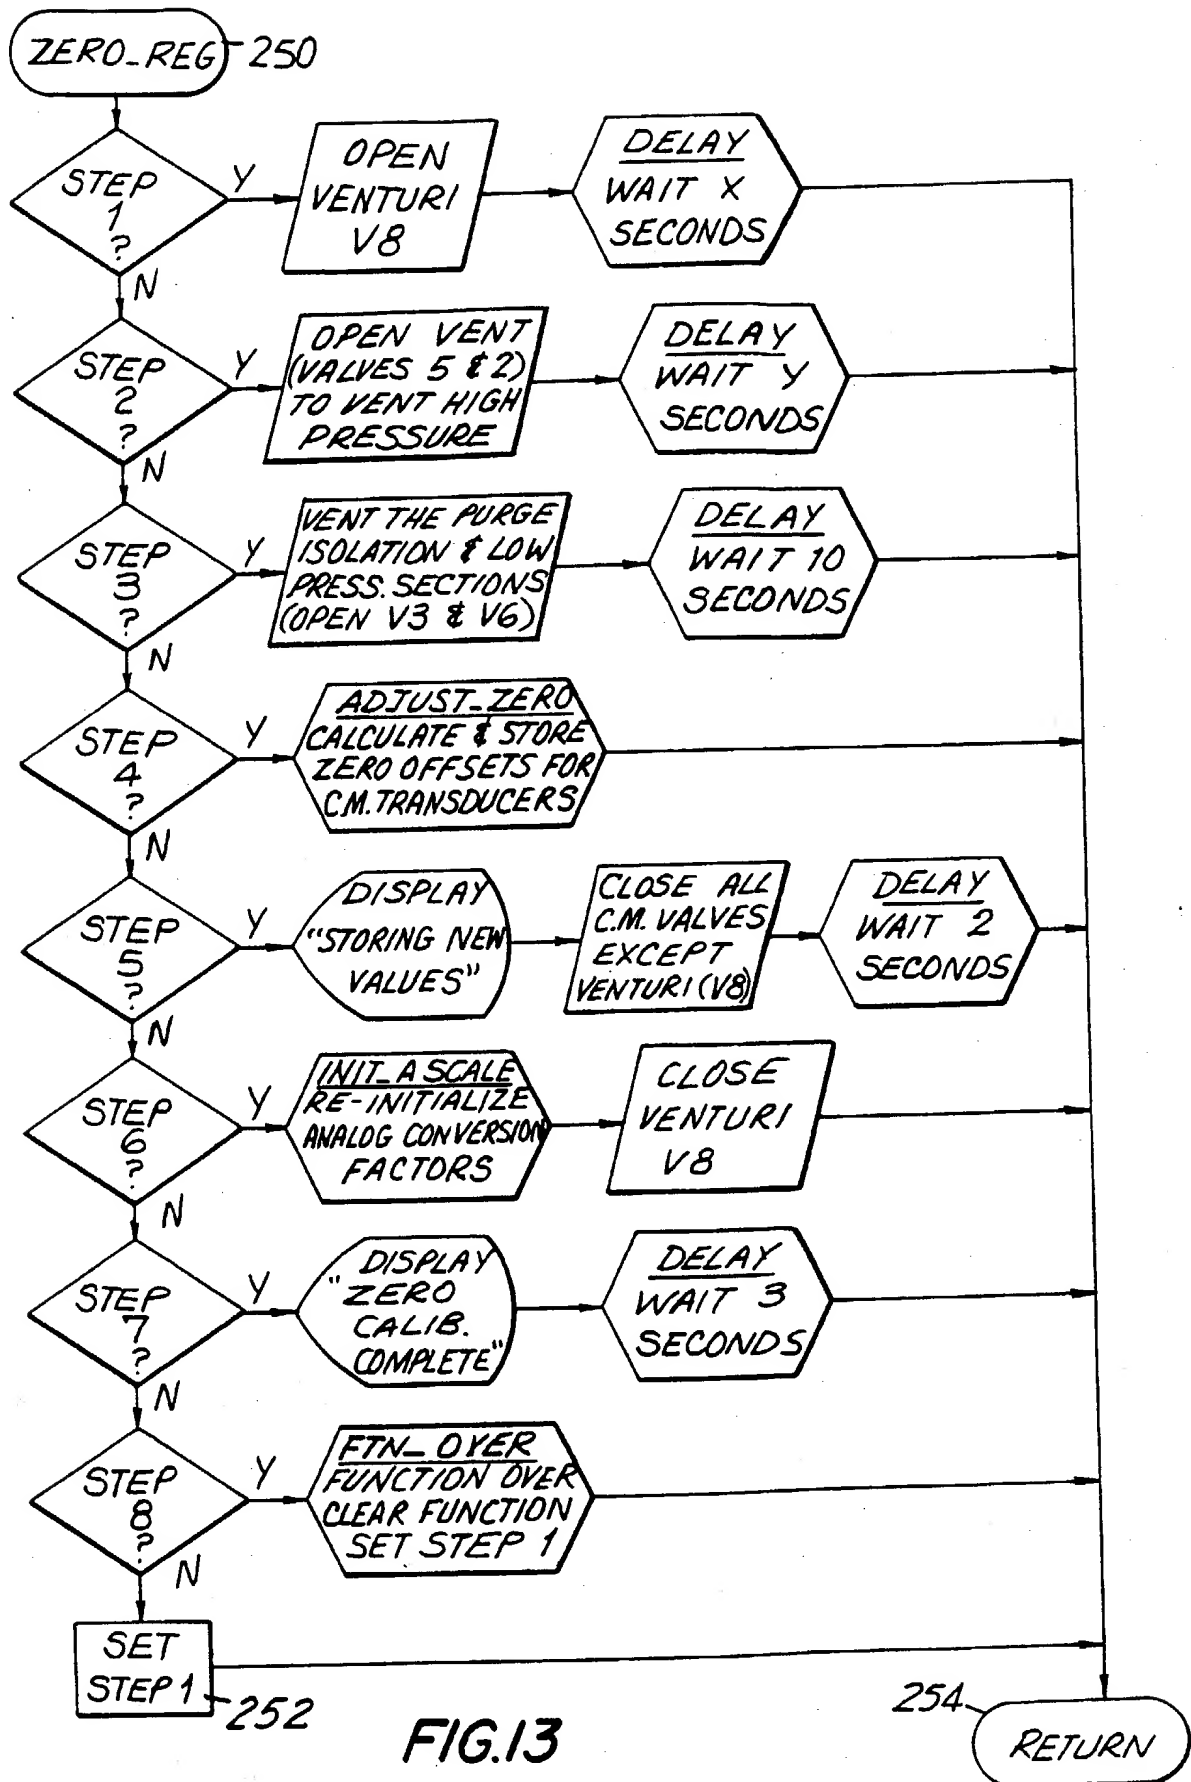 ZERO_REG 250
STEP
1
?
Y
N
OPEN
VENTURI
V8
DELAY
WAIT X
SECONDS
STEP
2
?
Y
N
OPEN VENT
(VALVES 5 & 2)
TO VENT HIGH
PRESSURE
DELAY
WAIT Y
SECONDS
STEP
3
?
Y
N
VENT THE PURGE
ISOLATION & LOW
PRESS. SECTIONS
(OPEN V3 & V6)
DELAY
WAIT 10
SECONDS
STEP
4
?
Y
N
ADJUST_ZERO
CALCULATE & STORE
ZERO OFFSETS FOR
C.M. TRANSDUCERS
STEP
5
?
Y
N
DISPLAY
"STORING NEW
VALUES"
CLOSE ALL
C.M. VALVES
EXCEPT
VENTURI (V8)
DELAY
WAIT 2
SECONDS
STEP
6
?
Y
N
INIT_A SCALE
RE-INITIALIZE
ANALOG CONVERSION
FACTORS
CLOSE
VENTURI
V8
STEP
7
?
Y
N
DISPLAY
"ZERO
CALIB.
COMPLETE"
DELAY
WAIT 3
SECONDS
STEP
8
?
Y
N
FTN_OVER
FUNCTION OVER
CLEAR FUNCTION
SET STEP 1
SET
STEP 1
252
254
RETURN
FIG.13